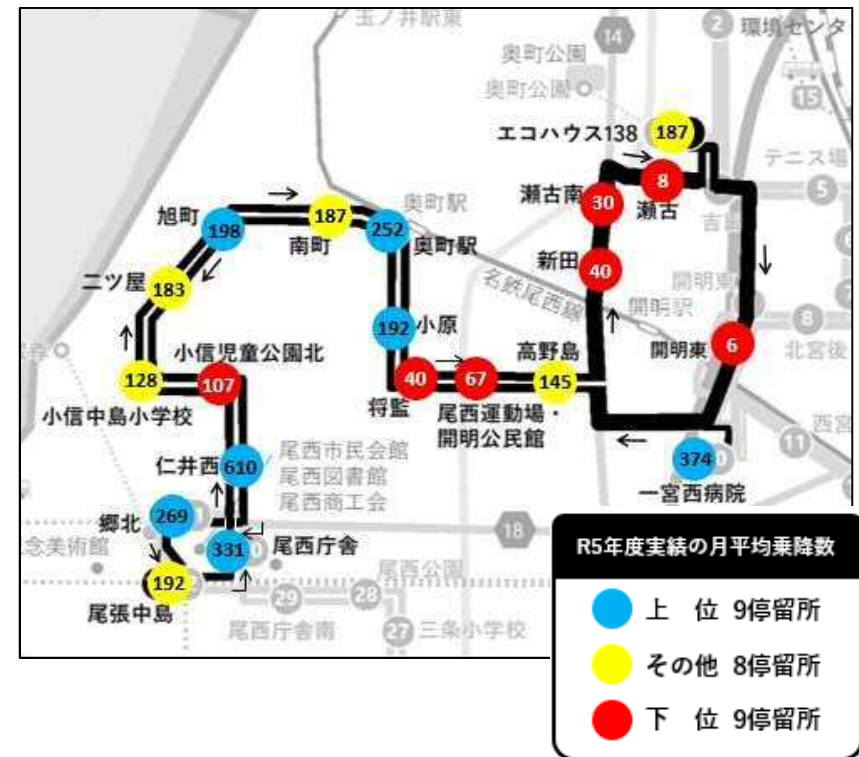 玉ノ井駅東
14
2
環境センタ
奥町公園
奥町公園
15
エコハウス138
187
テニス場
瀬古南
30
8
瀬古
5
旭町
198
187
南町
奥町駅
252
奥町駅
新田
40
名鉄尾西線
開明駅
開明東
8
北宮後
二ツ屋
183
192
小原
開明東
6
小信児童公園北
高野島
128
107
40
67
145
小信中島小学校
将監
尾西運動場・
開明公民館
11
西宮
仁井西
610
尾西市民会館
尾西図書館
尾西商工会
374
一宮西病院
郷北
269
18
念美術館
331
尾西庁舎
192
尾張中島
尾西公園
29
28
尾西庁舎南
27
三条小学校
R5年度実績の月平均乗降数
上 位 9停留所
その他 8停留所
下 位 9停留所